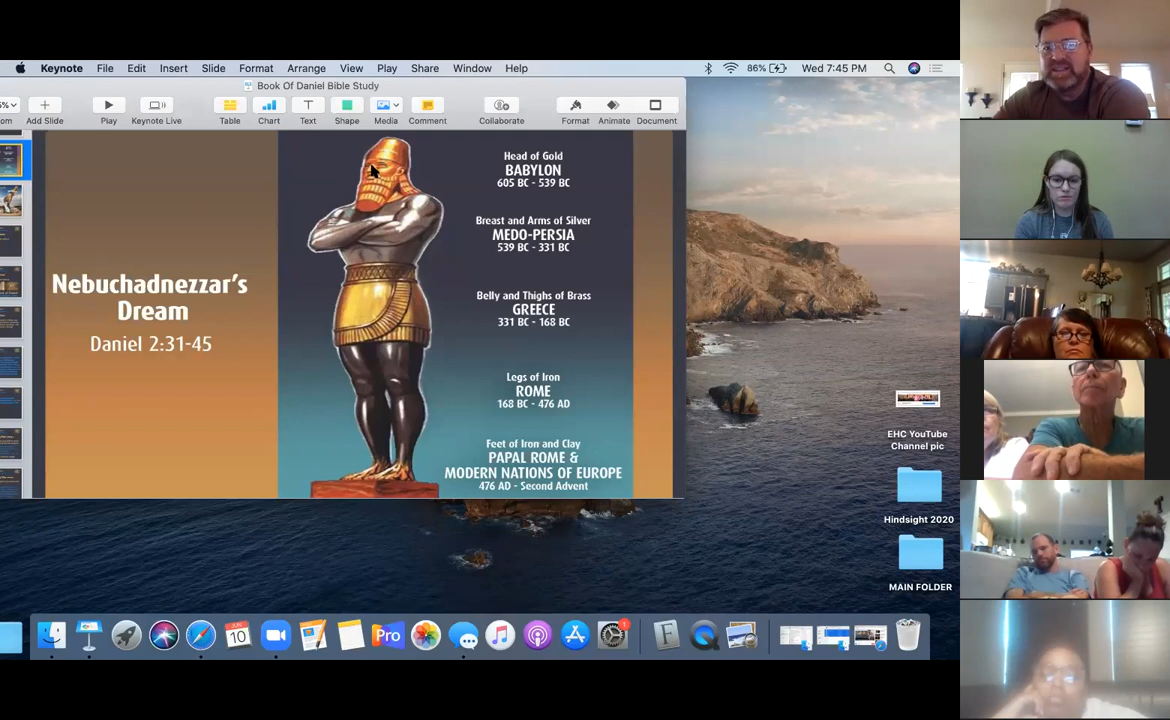 Keynote File Edit Insert Slide Format Arrange View Play Share Window Help 86% Wed 7:45 PM
Book Of Daniel Bible Study
Add Slide Play Keynote Live Table Chart Text Shape Media Comment Collaborate Format Animate Document
Head of Gold
BABYLON
605 BC - 539 BC
Breast and Arms of Silver
MEDO-PERSIA
539 BC - 331 BC
Nebuchadnezzar's
Dream
Daniel 2:31-45
Belly and Thighs of Brass
GREECE
331 BC - 168 BC
Legs of Iron
ROME
168 BC - 476 AD
Feet of Iron and Clay
PAPAL ROME &
MODERN NATIONS OF EUROPE
476 AD - Second Advent
EHC YouTube
Channel pic
Hindsight 2020
MAIN FOLDER
JUN
10
Pro
1
F